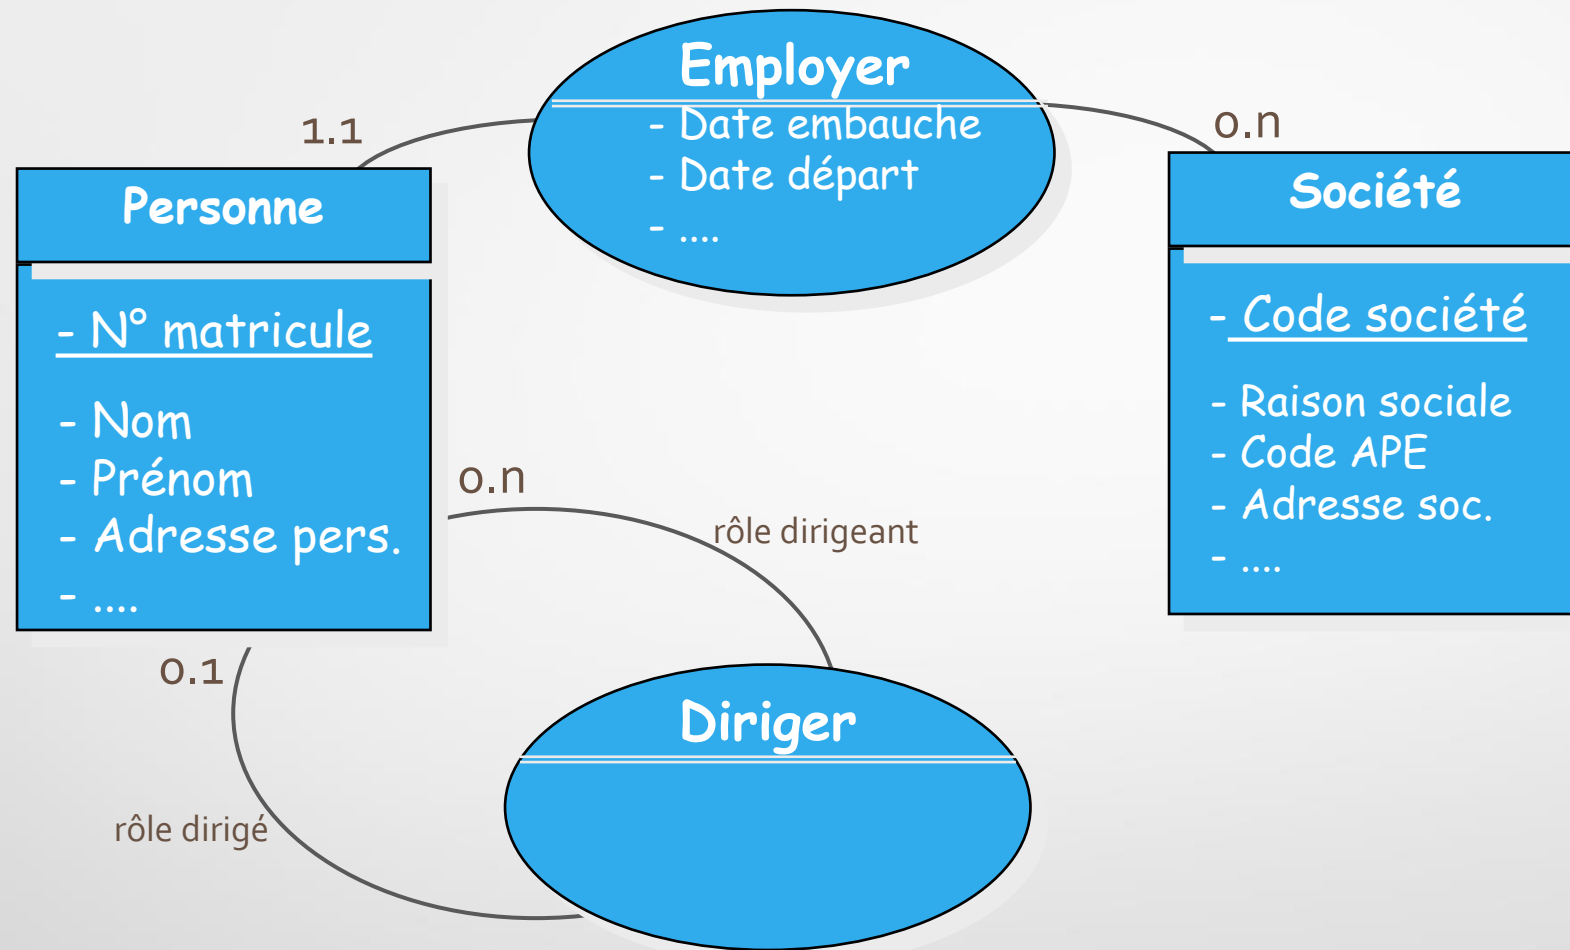 Employer
- Date embauche
- Date départ
- ....
1.1
o.n
Personne
- N° matricule
- Nom
- Prénom
- Adresse pers.
- ....
Société
- Code société
- Raison sociale
- Code APE
- Adresse soc.
- ....
o.n
rôle dirigeant
o.1
rôle dirigé
Diriger